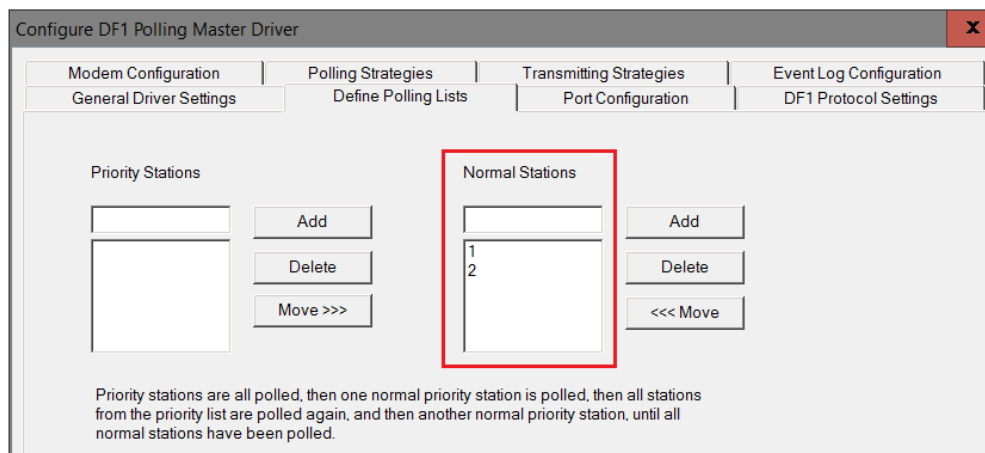 Configure DF1 Polling Master Driver
x
Modem Configuration
Polling Strategies
Transmitting Strategies
Event Log Configuration
General Driver Settings
Define Polling Lists
Port Configuration
DF1 Protocol Settings
Priority Stations
Normal Stations
Add
Add
1
2
Delete
Delete
Move >>>
<<< Move
Priority stations are all polled, then one normal priority station is polled, then all stations
from the priority list are polled again, and then another normal priority station, until all
normal stations have been polled.